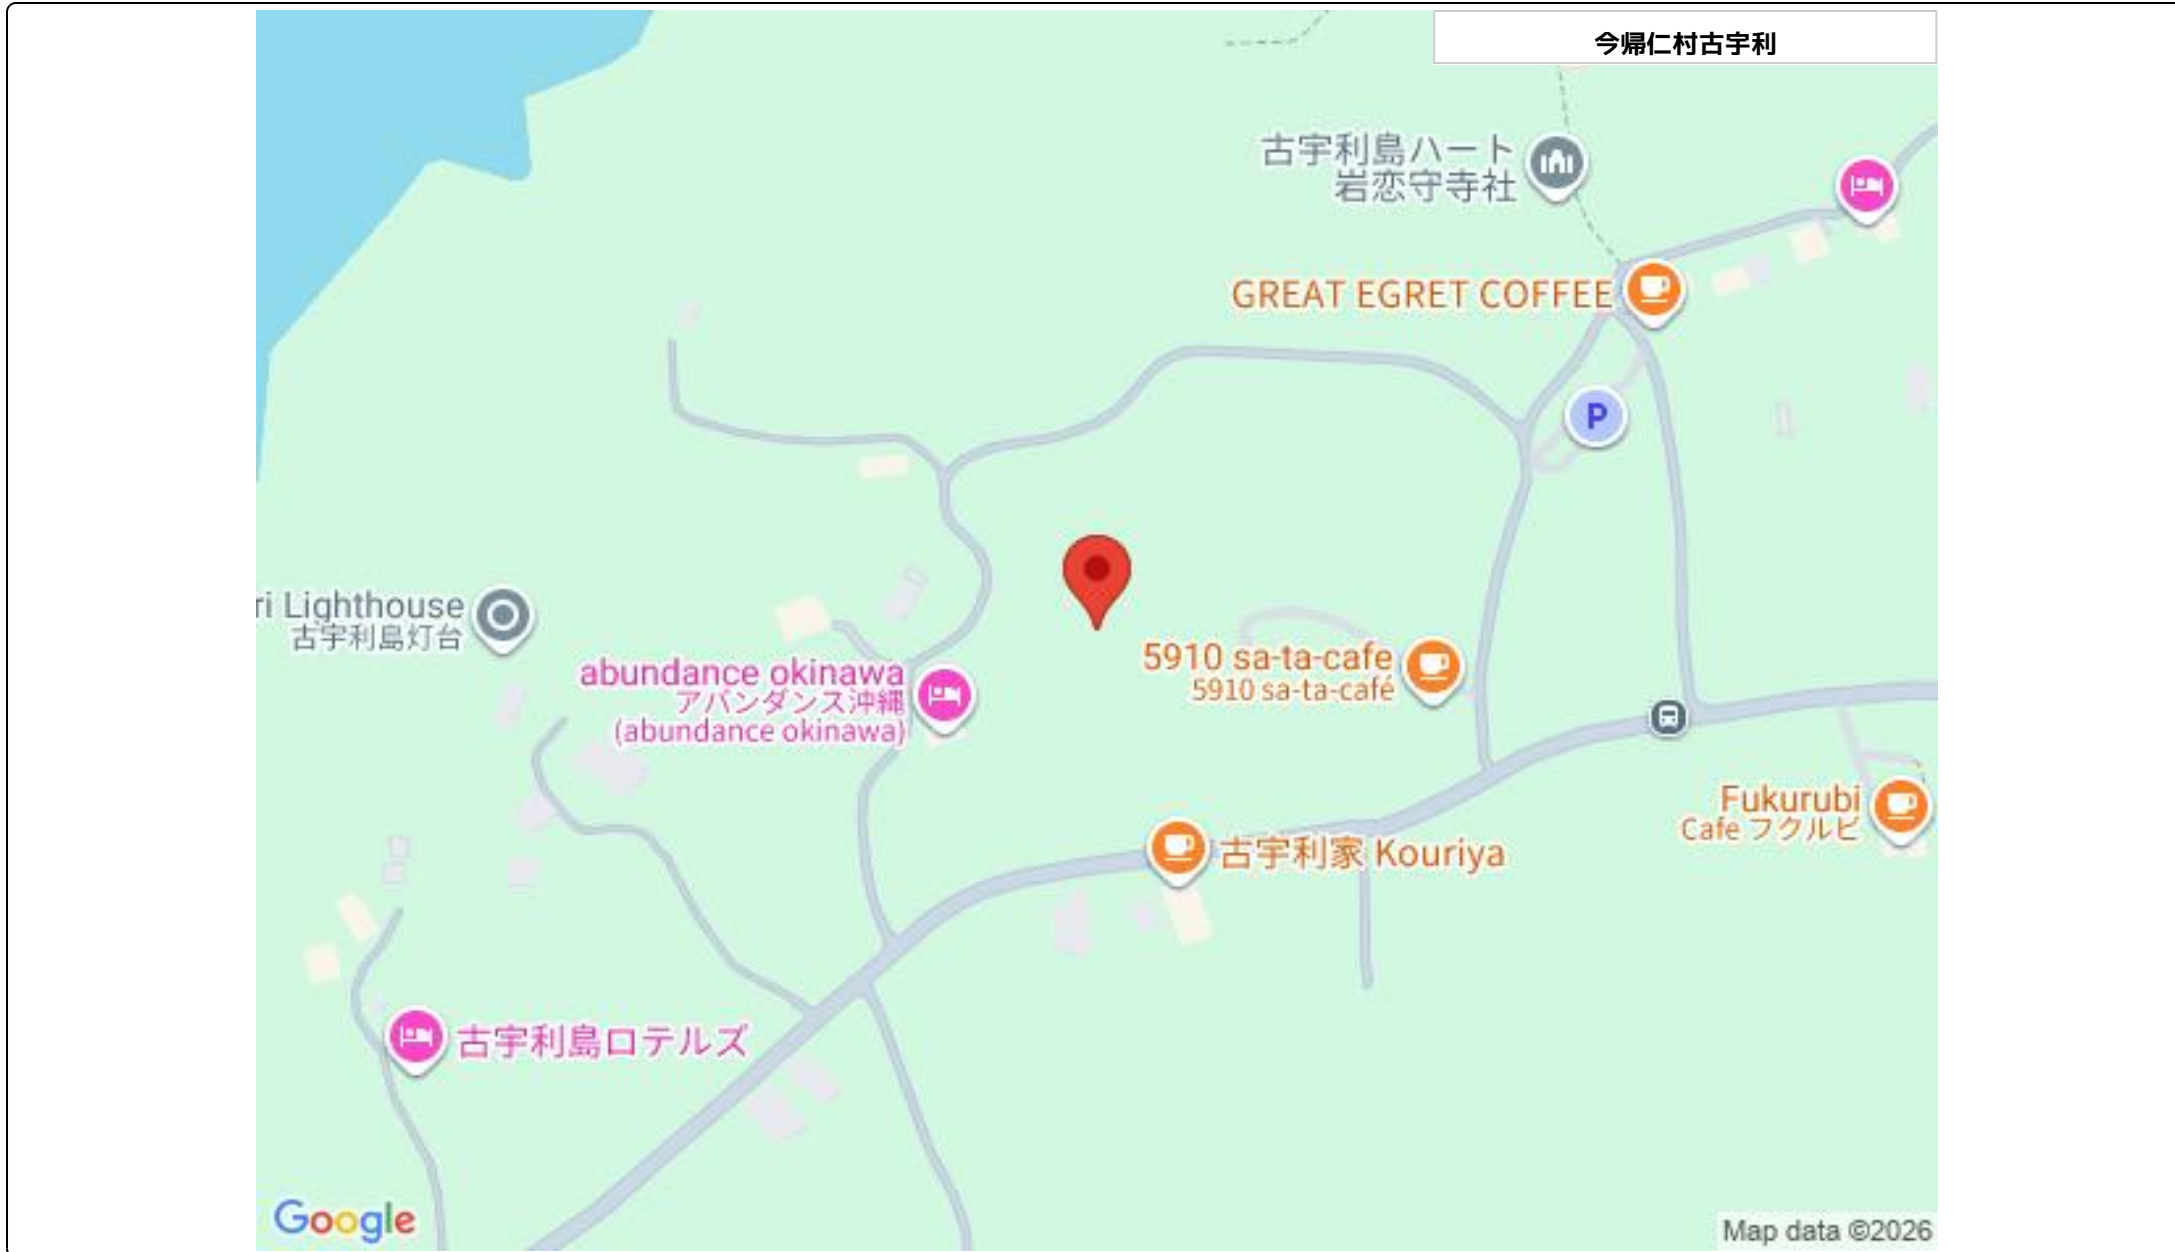 今帰仁村古宇利
古宇利島ハート
岩恋守寺社
GREAT EGRET COFFEE
P
ri Lighthouse
古宇利島灯台
abundance okinawa
アバンダンス沖縄
(abundance okinawa)
5910 sa-ta-cafe
5910 sa-ta-café
Fukurubi
Cafe フクルビ
古宇利家 Kouriya
古宇利島ロテルズ
Google
Map data ©2026